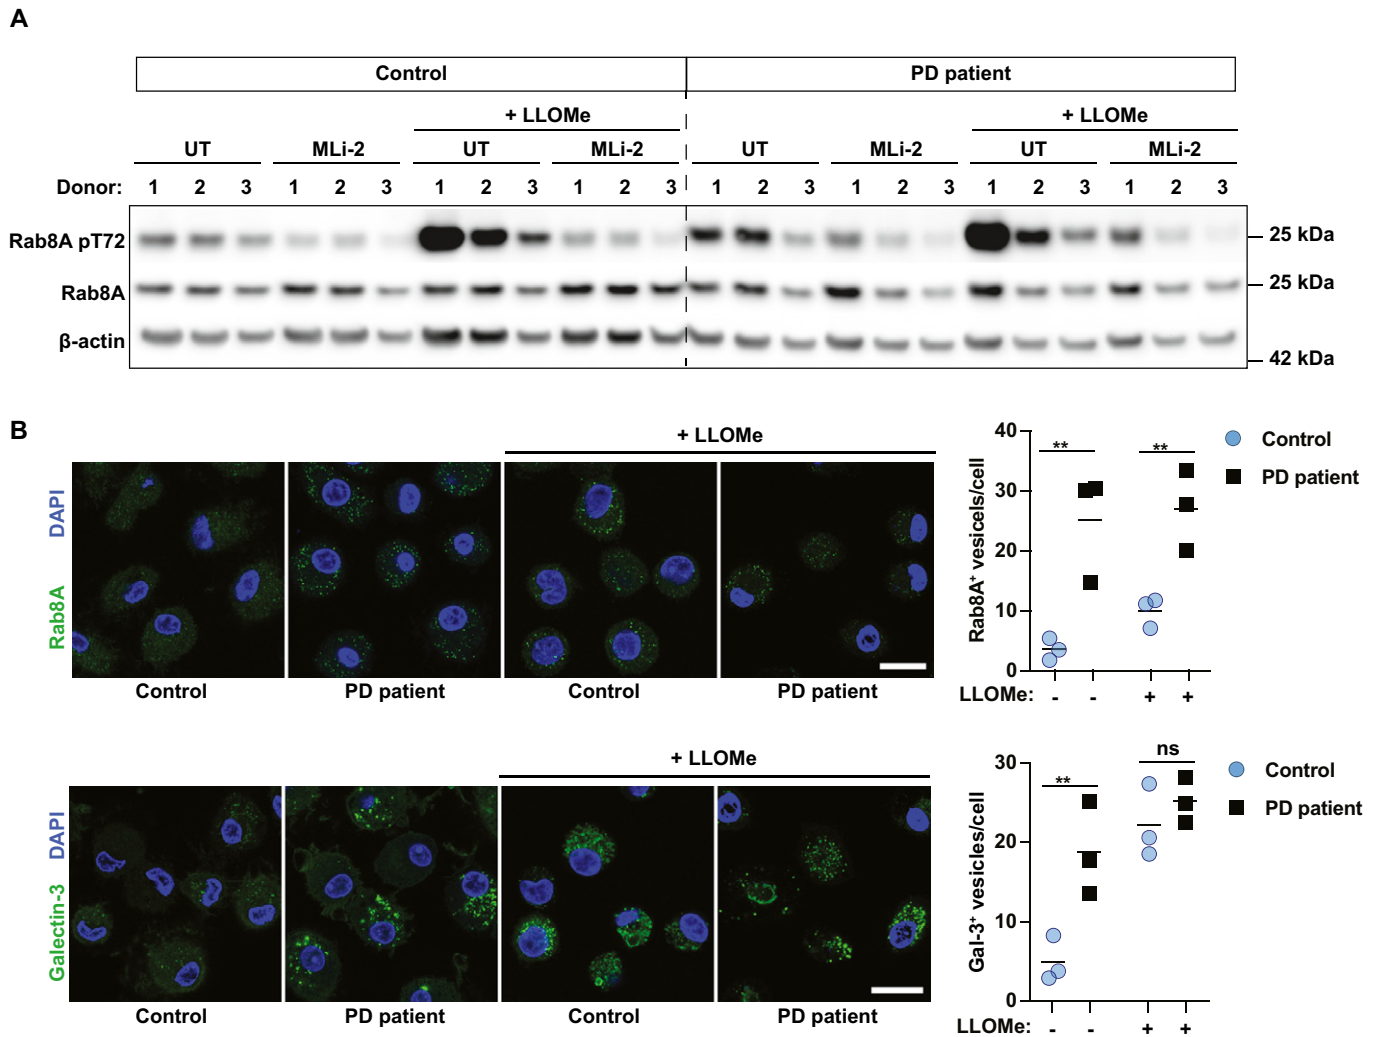 A
Control PD patient
+ LLOMe + LLOMe
UT MLi-2 UT MLi-2 UT MLi-2 UT MLi-2
Donor: 1 2 3 1 2 3 1 2 3 1 2 3 1 2 3 1 2 3 1 2 3 1 2 3
Rab8A pT72 25 kDa
Rab8A 25 kDa
β-actin
42 kDa
B
+ LLOMe
Rab8A DAPI
Control PD patient Control PD patient
Rab8A⁺ vesicels/cell
40
30
20
10
0
** **
LLOMe: - - + +
Control
PD patient
+ LLOMe
Galectin-3 DAPI
Control PD patient Control PD patient
Gal-3⁺ vesicles/cell
30
20
10
0
** ns
LLOMe: - - + +
Control
PD patient